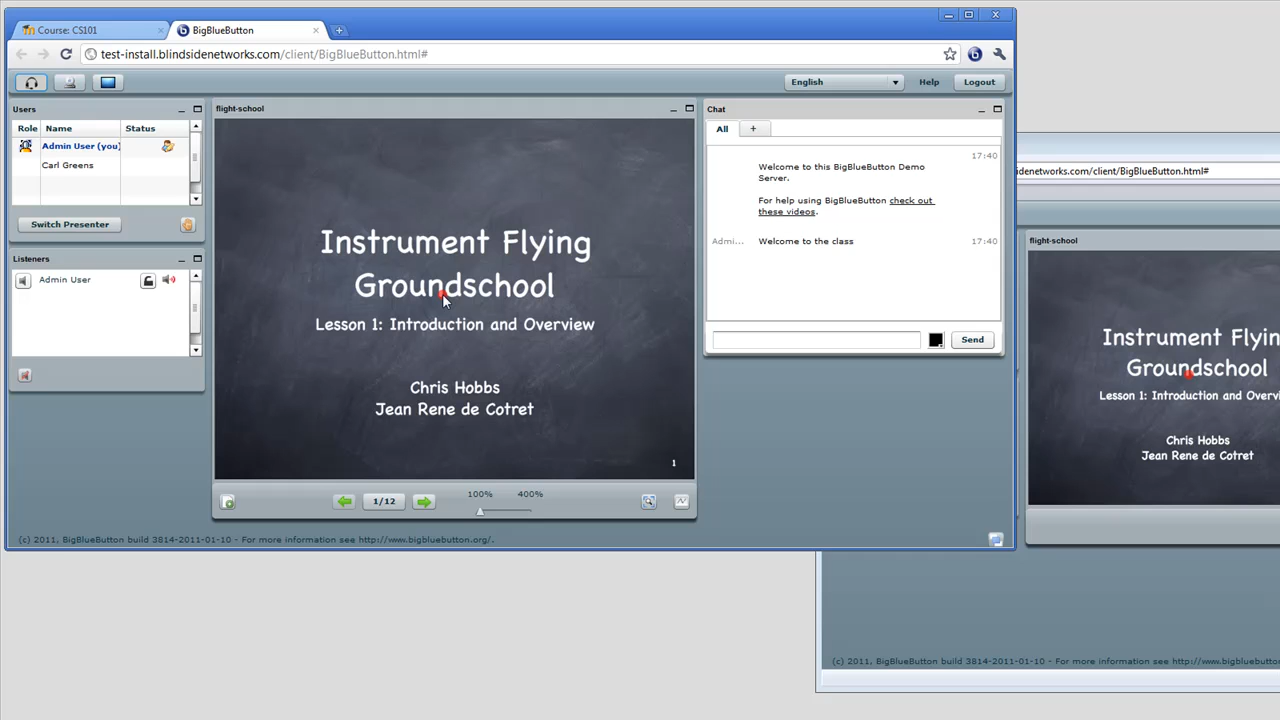 Course: CS101
BigBlueButton
test-install.blindsidenetworks.com/client/BigBlueButton.html#
English
Help
Logout
Users
Role Name Status
Admin User (you)
Carl Greens
Switch Presenter
Listeners
Admin User
flight-school
Instrument Flying
Groundschool
Lesson 1: Introduction and Overview
Chris Hobbs
Jean Rene de Cotret
1
1/12
100%
400%
Chat
All
+
17:40
Welcome to this BigBlueButton Demo
Server.
For help using BigBlueButton check out
these videos.
Admi... Welcome to the class 17:40
Send
(c) 2011, BigBlueButton build 3814-2011-01-10 - For more information see http://www.bigbluebutton.org/.
idenetworks.com/client/BigBlueButton.html#
flight-school
Instrument Flyin
Groundschool
Lesson 1: Introduction and Overvi
Chris Hobbs
Jean Rene de Cotret
(c) 2011, BigBlueButton build 3814-2011-01-10 - For more information see http://www.bigbluebutton